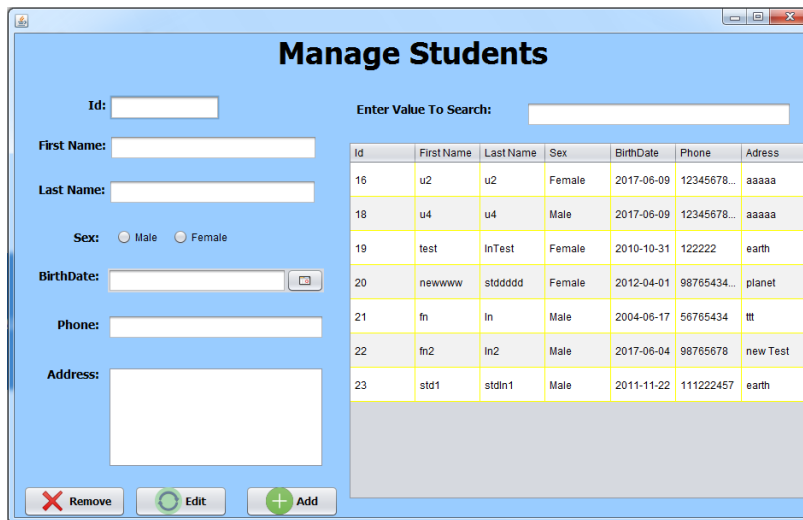 Manage Students
Id:
First Name:
Last Name:
Sex: Male Female
BirthDate:
Phone:
Address:
Remove Edit Add
Enter Value To Search:
Id First Name Last Name Sex BirthDate Phone Adress
16 u2 u2 Female 2017-06-09 12345678... aaaaa
18 u4 u4 Male 2017-06-09 12345678... aaaaa
19 test lnTest Female 2010-10-31 122222 earth
20 newwww stddddd Female 2012-04-01 98765434... planet
21 fn ln Male 2004-06-17 56765434 ttt
22 fn2 ln2 Male 2017-06-04 98765678 new Test
23 std1 stdln1 Male 2011-11-22 111222457 earth